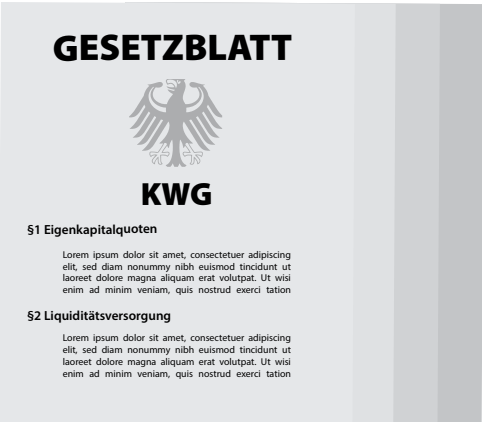 GESETZBLATT
KWG
§1 Eigenkapitalquoten
Lorem ipsum dolor sit amet, consectetuer adipiscing
elit, sed diam nonummy nibh euismod tincidunt ut
laoreet dolore magna aliquam erat volutpat. Ut wisi
enim ad minim veniam, quis nostrud exerci tation
§2 Liquiditätsversorgung
Lorem ipsum dolor sit amet, consectetuer adipiscing
elit, sed diam nonummy nibh euismod tincidunt ut
laoreet dolore magna aliquam erat volutpat. Ut wisi
enim ad minim veniam, quis nostrud exerci tation